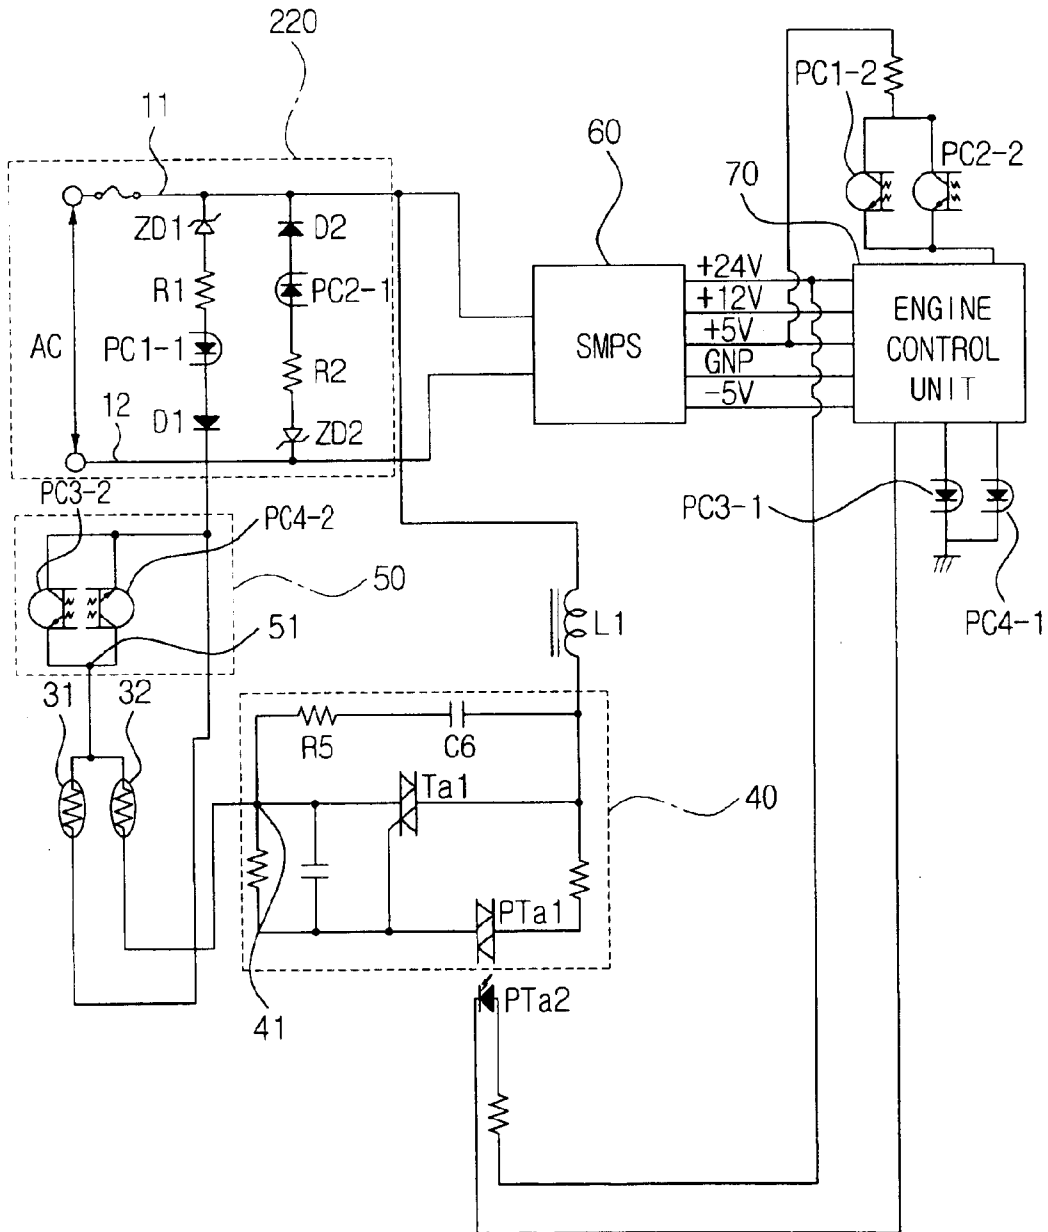 220
11
ZD1
R1
PC1-1
D1
AC
12
D2
PC2-1
R2
ZD2
60
SMPS
+24V
+12V
+5V
GNP
-5V
70
ENGINE
CONTROL
UNIT
PC1-2
PC2-2
PC3-1
PC4-1
PC3-2
PC4-2
50
51
31
32
L1
R5
C6
Ta1
40
PTa1
41
PTa2